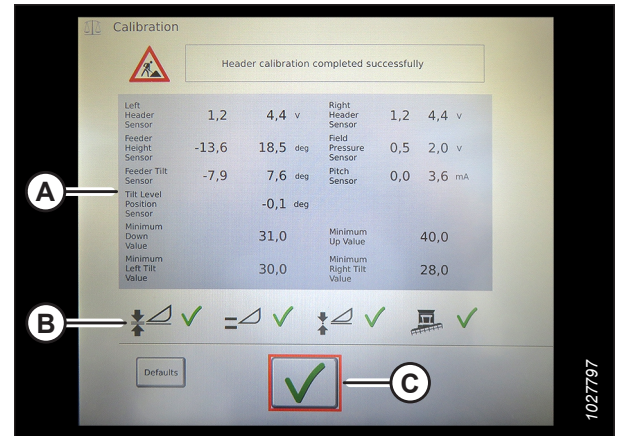 Calibration
Header calibration completed successfully
Left
Header
Sensor
1,2 4,4 v
Right
Header
Sensor
1,2 4,4 v
Feeder
Height
Sensor
-13,6 18,5 deg
Field
Pressure
Sensor
0,5 2,0 v
Feeder Tilt
Sensor
-7,9 7,6 deg
Pitch
Sensor
0,0 3,6 mA
Tilt Level
Position
Sensor
-0,1 deg
Minimum
Down
Value
31,0
Minimum
Up Value
40,0
Minimum
Left Tilt
Value
30,0
Minimum
Right Tilt
Value
28,0
A
B
Defaults
C
1027797